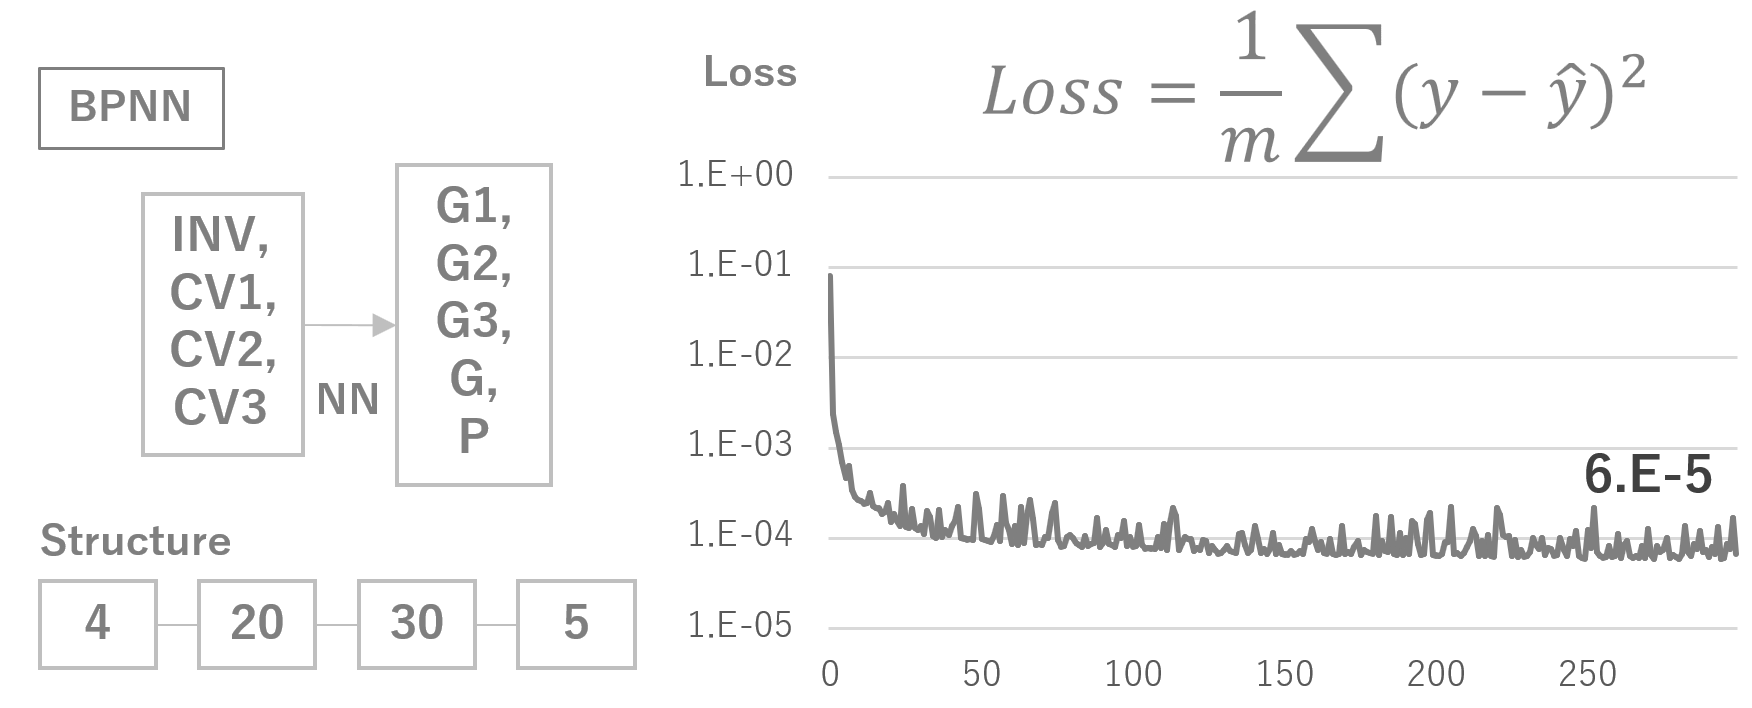 BPNN
INV,
CV1,
CV2,
CV3
NN
G1,
G2,
G3,
G,
P
Structure
4
20
30
5
Loss
Loss = \frac{1}{m} ∑(y − ŷ)²
1.E+00
1.E-01
1.E-02
1.E-03
1.E-04
1.E-05
6.E-5
0 50 100 150 200 250